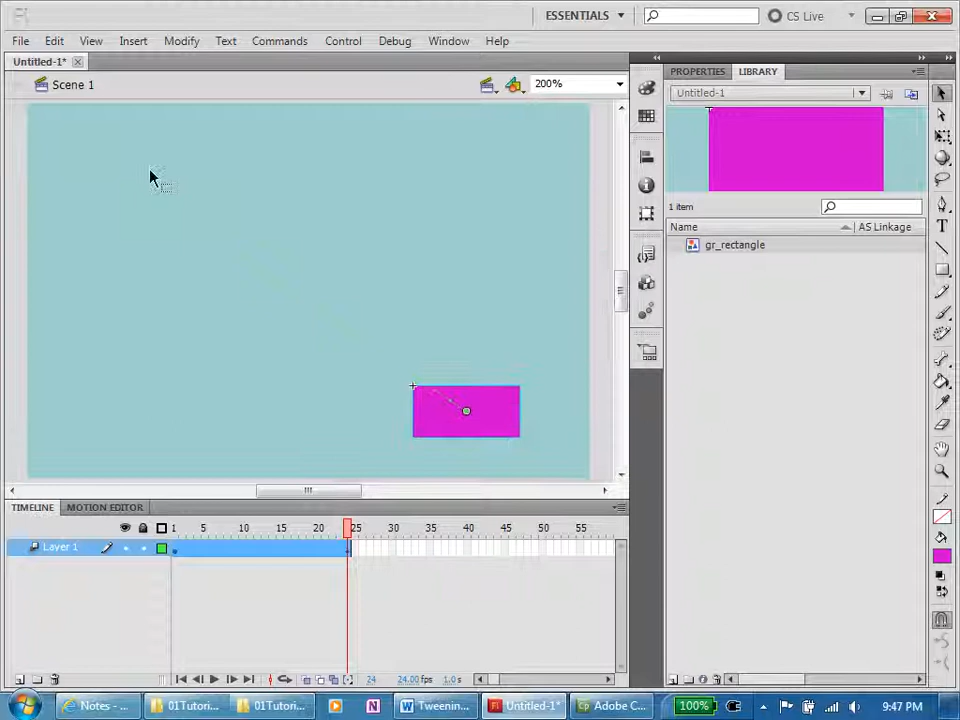 Fl
ESSENTIALS
CS Live
File Edit View Insert Modify Text Commands Control Debug Window Help
Untitled-1*
Scene 1
200%
PROPERTIES LIBRARY
Untitled-1
1 item
Name AS Linkage
gr_rectangle
T
TIMELINE MOTION EDITOR
1 5 10 15 20 25 30 35 40 45 50 55
Layer 1
24 24.00 fps 1.0 s
Notes - ... 01Tutori... 01Tutori... N W Tweenin... Fl Untitled-1* Cp Adobe C... 100% 9:47 PM